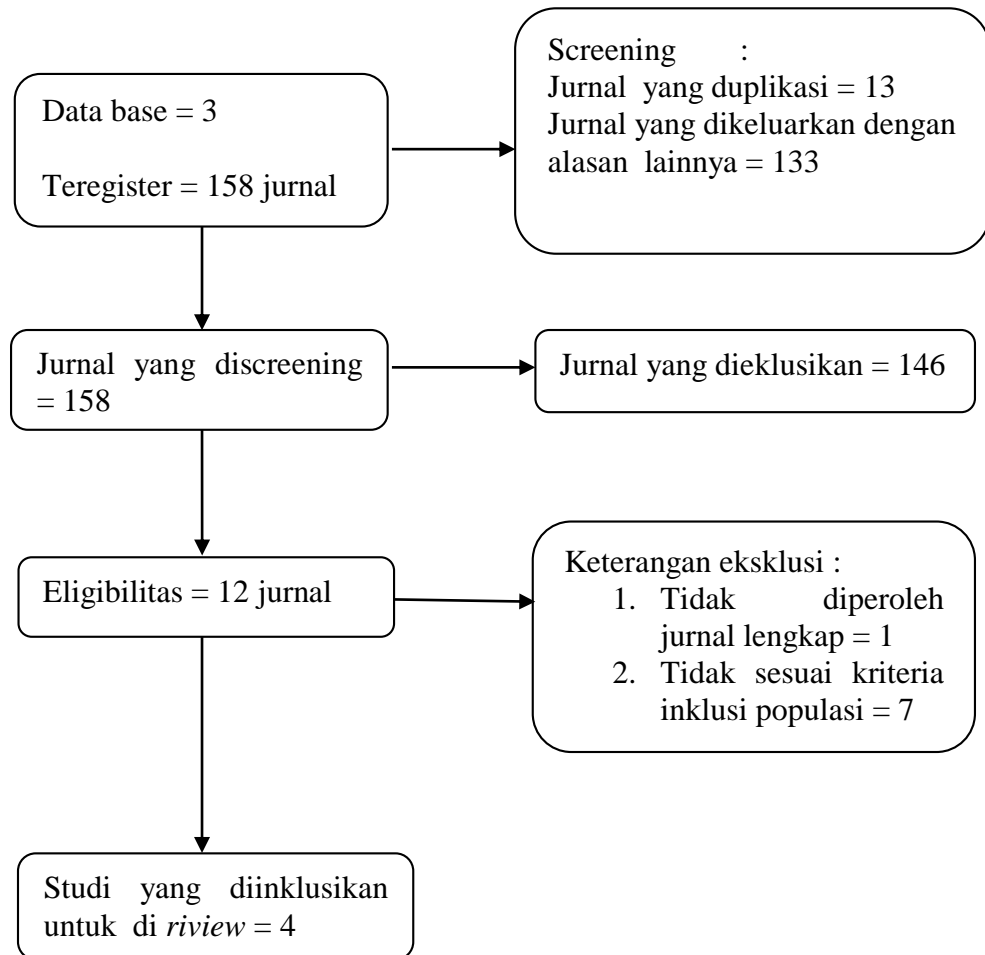 Data base = 3
Teregister = 158 jurnal
Screening :
Jurnal yang duplikasi = 13
Jurnal yang dikeluarkan dengan
alasan lainnya = 133
Jurnal yang discreening
= 158
Jurnal yang dieklusikan = 146
Eligibilitas = 12 jurnal
Keterangan eksklusi :
1. Tidak diperoleh
jurnal lengkap = 1
2. Tidak sesuai kriteria
inklusi populasi = 7
Studi yang diinklusikan
untuk di riview = 4